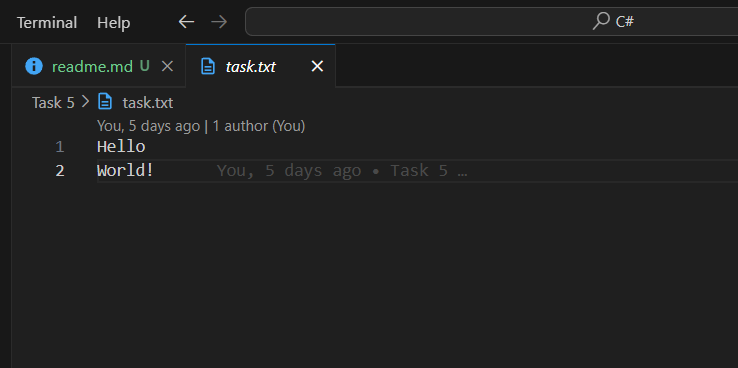 Terminal Help C#
readme.md U task.txt
Task 5 > task.txt
You, 5 days ago | 1 author (You)
1 Hello
2 World! You, 5 days ago • Task 5 …